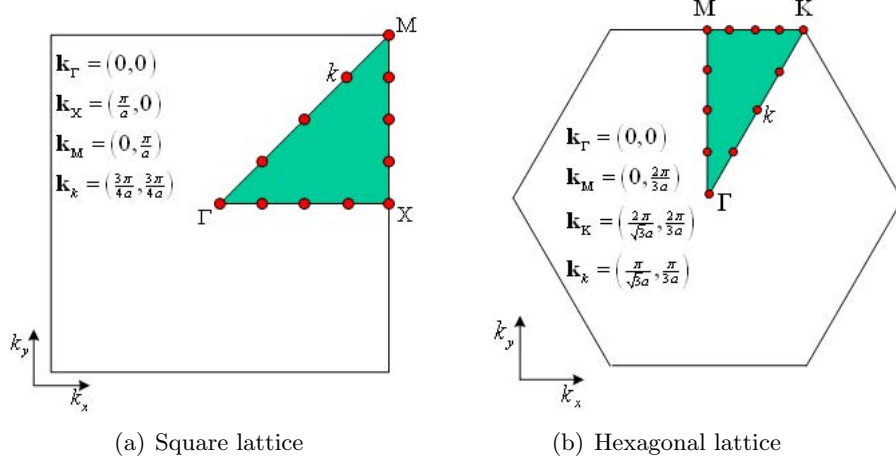 M
k
k_Γ = (0,0)
k_X = (π/a, 0)
k_M = (0, π/a)
k_k = (3π/4a, 3π/4a)
Γ
X
k_y
k_x
(a) Square lattice
M K
k
k_Γ = (0,0)
k_M = (0, 2π/3a)
k_K = (2π/√3a, 2π/3a)
k_k = (π/√3a, π/3a)
Γ
k_y
k_x
(b) Hexagonal lattice